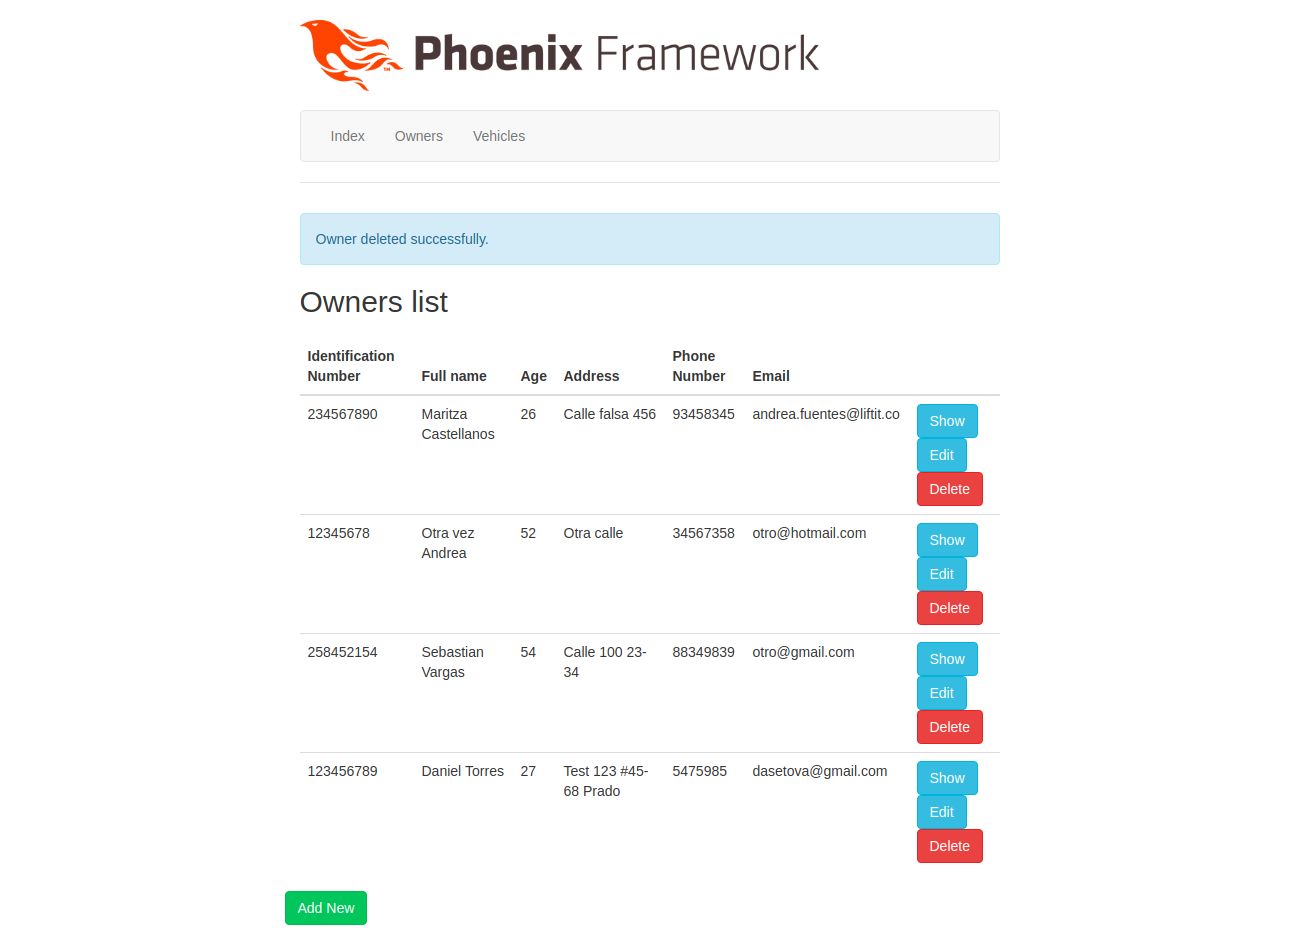 Phoenix Framework
Index Owners Vehicles
Owner deleted successfully.
Owners list
Identification Number Full name Age Address Phone Number Email
234567890 Maritza Castellanos 26 Calle falsa 456 93458345 andrea.fuentes@liftit.co
Show
Edit
Delete
12345678 Otra vez Andrea 52 Otra calle 34567358 otro@hotmail.com
Show
Edit
Delete
258452154 Sebastian Vargas 54 Calle 100 23-34 88349839 otro@gmail.com
Show
Edit
Delete
123456789 Daniel Torres 27 Test 123 #45-68 Prado 5475985 dasetova@gmail.com
Show
Edit
Delete
Add New